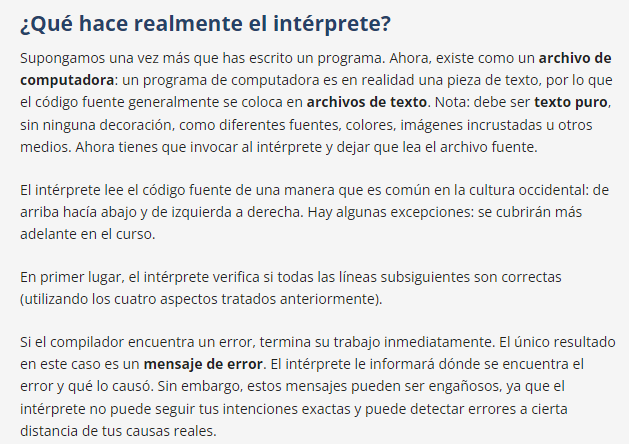 ¿Qué hace realmente el intérprete?
Supongamos una vez más que has escrito un programa. Ahora, existe como un archivo de
computadora: un programa de computadora es en realidad una pieza de texto, por lo que
el código fuente generalmente se coloca en archivos de texto. Nota: debe ser texto puro,
sin ninguna decoración, como diferentes fuentes, colores, imágenes incrustadas u otros
medios. Ahora tienes que invocar al intérprete y dejar que lea el archivo fuente.
El intérprete lee el código fuente de una manera que es común en la cultura occidental: de
arriba hacía abajo y de izquierda a derecha. Hay algunas excepciones: se cubrirán más
adelante en el curso.
En primer lugar, el intérprete verifica si todas las líneas subsiguientes son correctas
(utilizando los cuatro aspectos tratados anteriormente).
Si el compilador encuentra un error, termina su trabajo inmediatamente. El único resultado
en este caso es un mensaje de error. El intérprete le informará dónde se encuentra el
error y qué lo causó. Sin embargo, estos mensajes pueden ser engañosos, ya que el
intérprete no puede seguir tus intenciones exactas y puede detectar errores a cierta
distancia de tus causas reales.